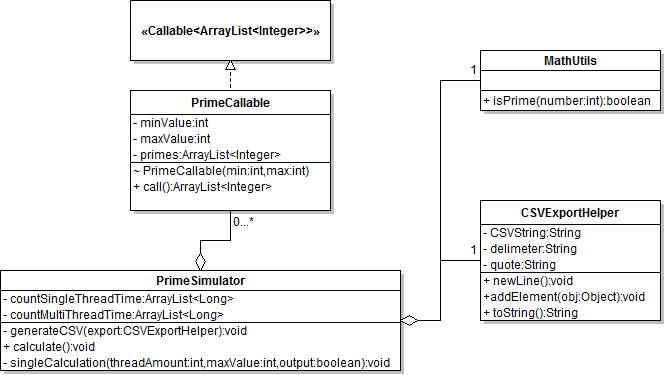 «Callable<ArrayList<Integer>>»
PrimeCallable
- minValue:int
- maxValue:int
- primes:ArrayList<Integer>
~ PrimeCallable(min:int,max:int)
+ call():ArrayList<Integer>
0...*
PrimeSimulator
- countSingleThreadTime:ArrayList<Long>
- countMultiThreadTime:ArrayList<Long>
- generateCSV(export:CSVExportHelper):void
+ calculate():void
- singleCalculation(threadAmount:int,maxValue:int,output:boolean):void
1
MathUtils
+ isPrime(number:int):boolean
1
CSVExportHelper
- CSVString:String
- delimeter:String
- quote:String
+ newLine():void
+addElement(obj:Object):void
+ toString():String